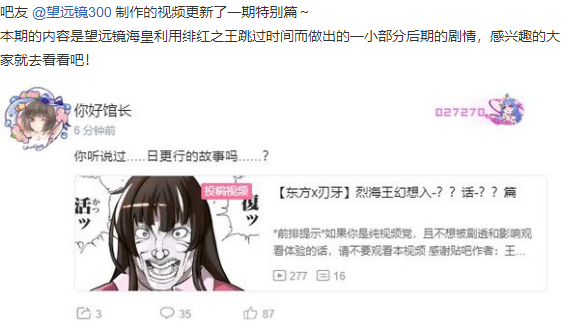 吧友 @望远镜300 制作的视频更新了一期特别篇～
本期的内容是望远镜海皇利用绯红之王跳过时间而做出的一小部分后期的剧情，感兴趣的大
家就去看看吧！
你好馆长
6 分钟前
027270
你听说过......日更行的故事吗......？
投稿视频
活ッ
かつ
復ッ
【东方x刃牙】烈海王幻想入-？？话-？？篇
*前排提示*如果你是纯视频党，且不想被剧透和影响观
看体验的话，请不要观看本视频 感谢贴吧作者：王...
277
16
3
35
87